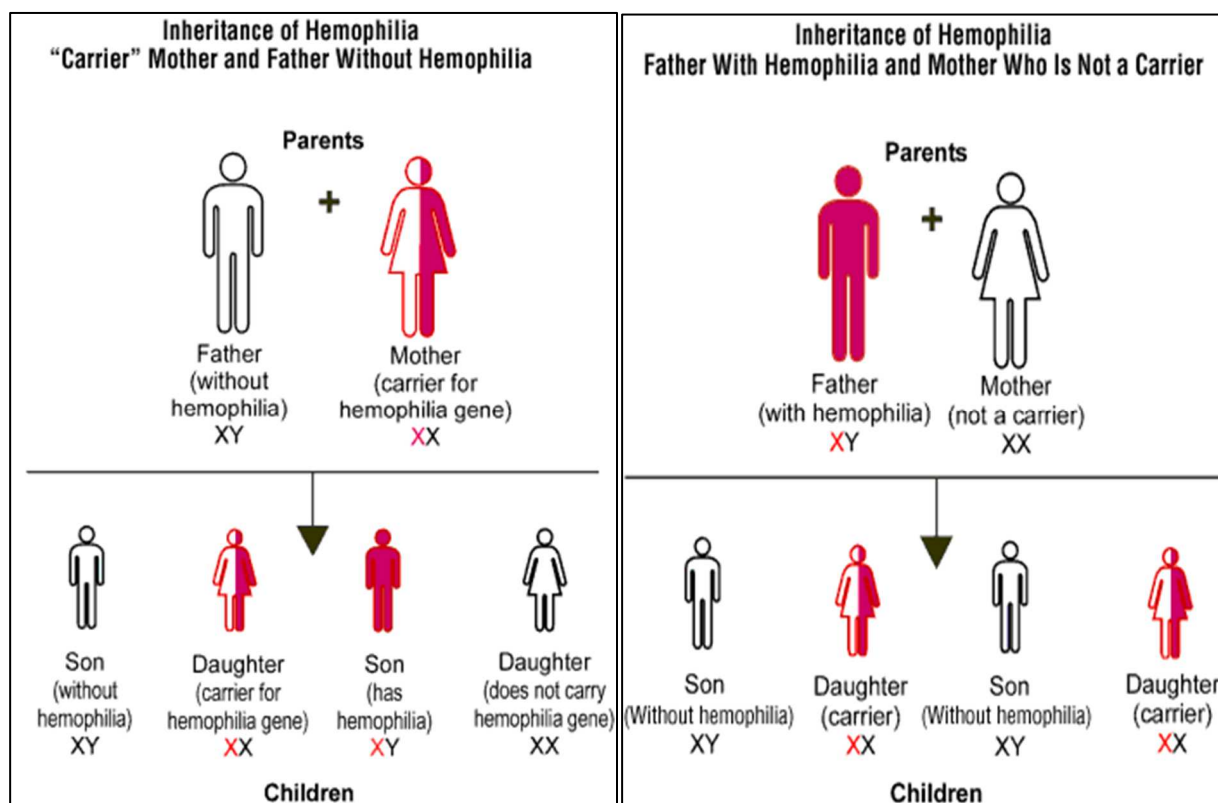 Inheritance of Hemophilia
“Carrier” Mother and Father Without Hemophilia
Parents
+
Father
(without
hemophilia)
XY
Mother
(carrier for
hemophilia gene)
XX
Son
(without
hemophilia)
XY
Daughter
(carrier for
hemophilia gene)
XX
Son
(has
hemophilia)
XY
Daughter
(does not carry
hemophilia gene)
XX
Children
Inheritance of Hemophilia
Father With Hemophilia and Mother Who Is Not a Carrier
Parents
+
Father
(with hemophilia)
XY
Mother
(not a carrier)
XX
Son
(Without hemophilia)
XY
Daughter
(carrier)
XX
Son
(Without hemophilia)
XY
Daughter
(carrier)
XX
Children